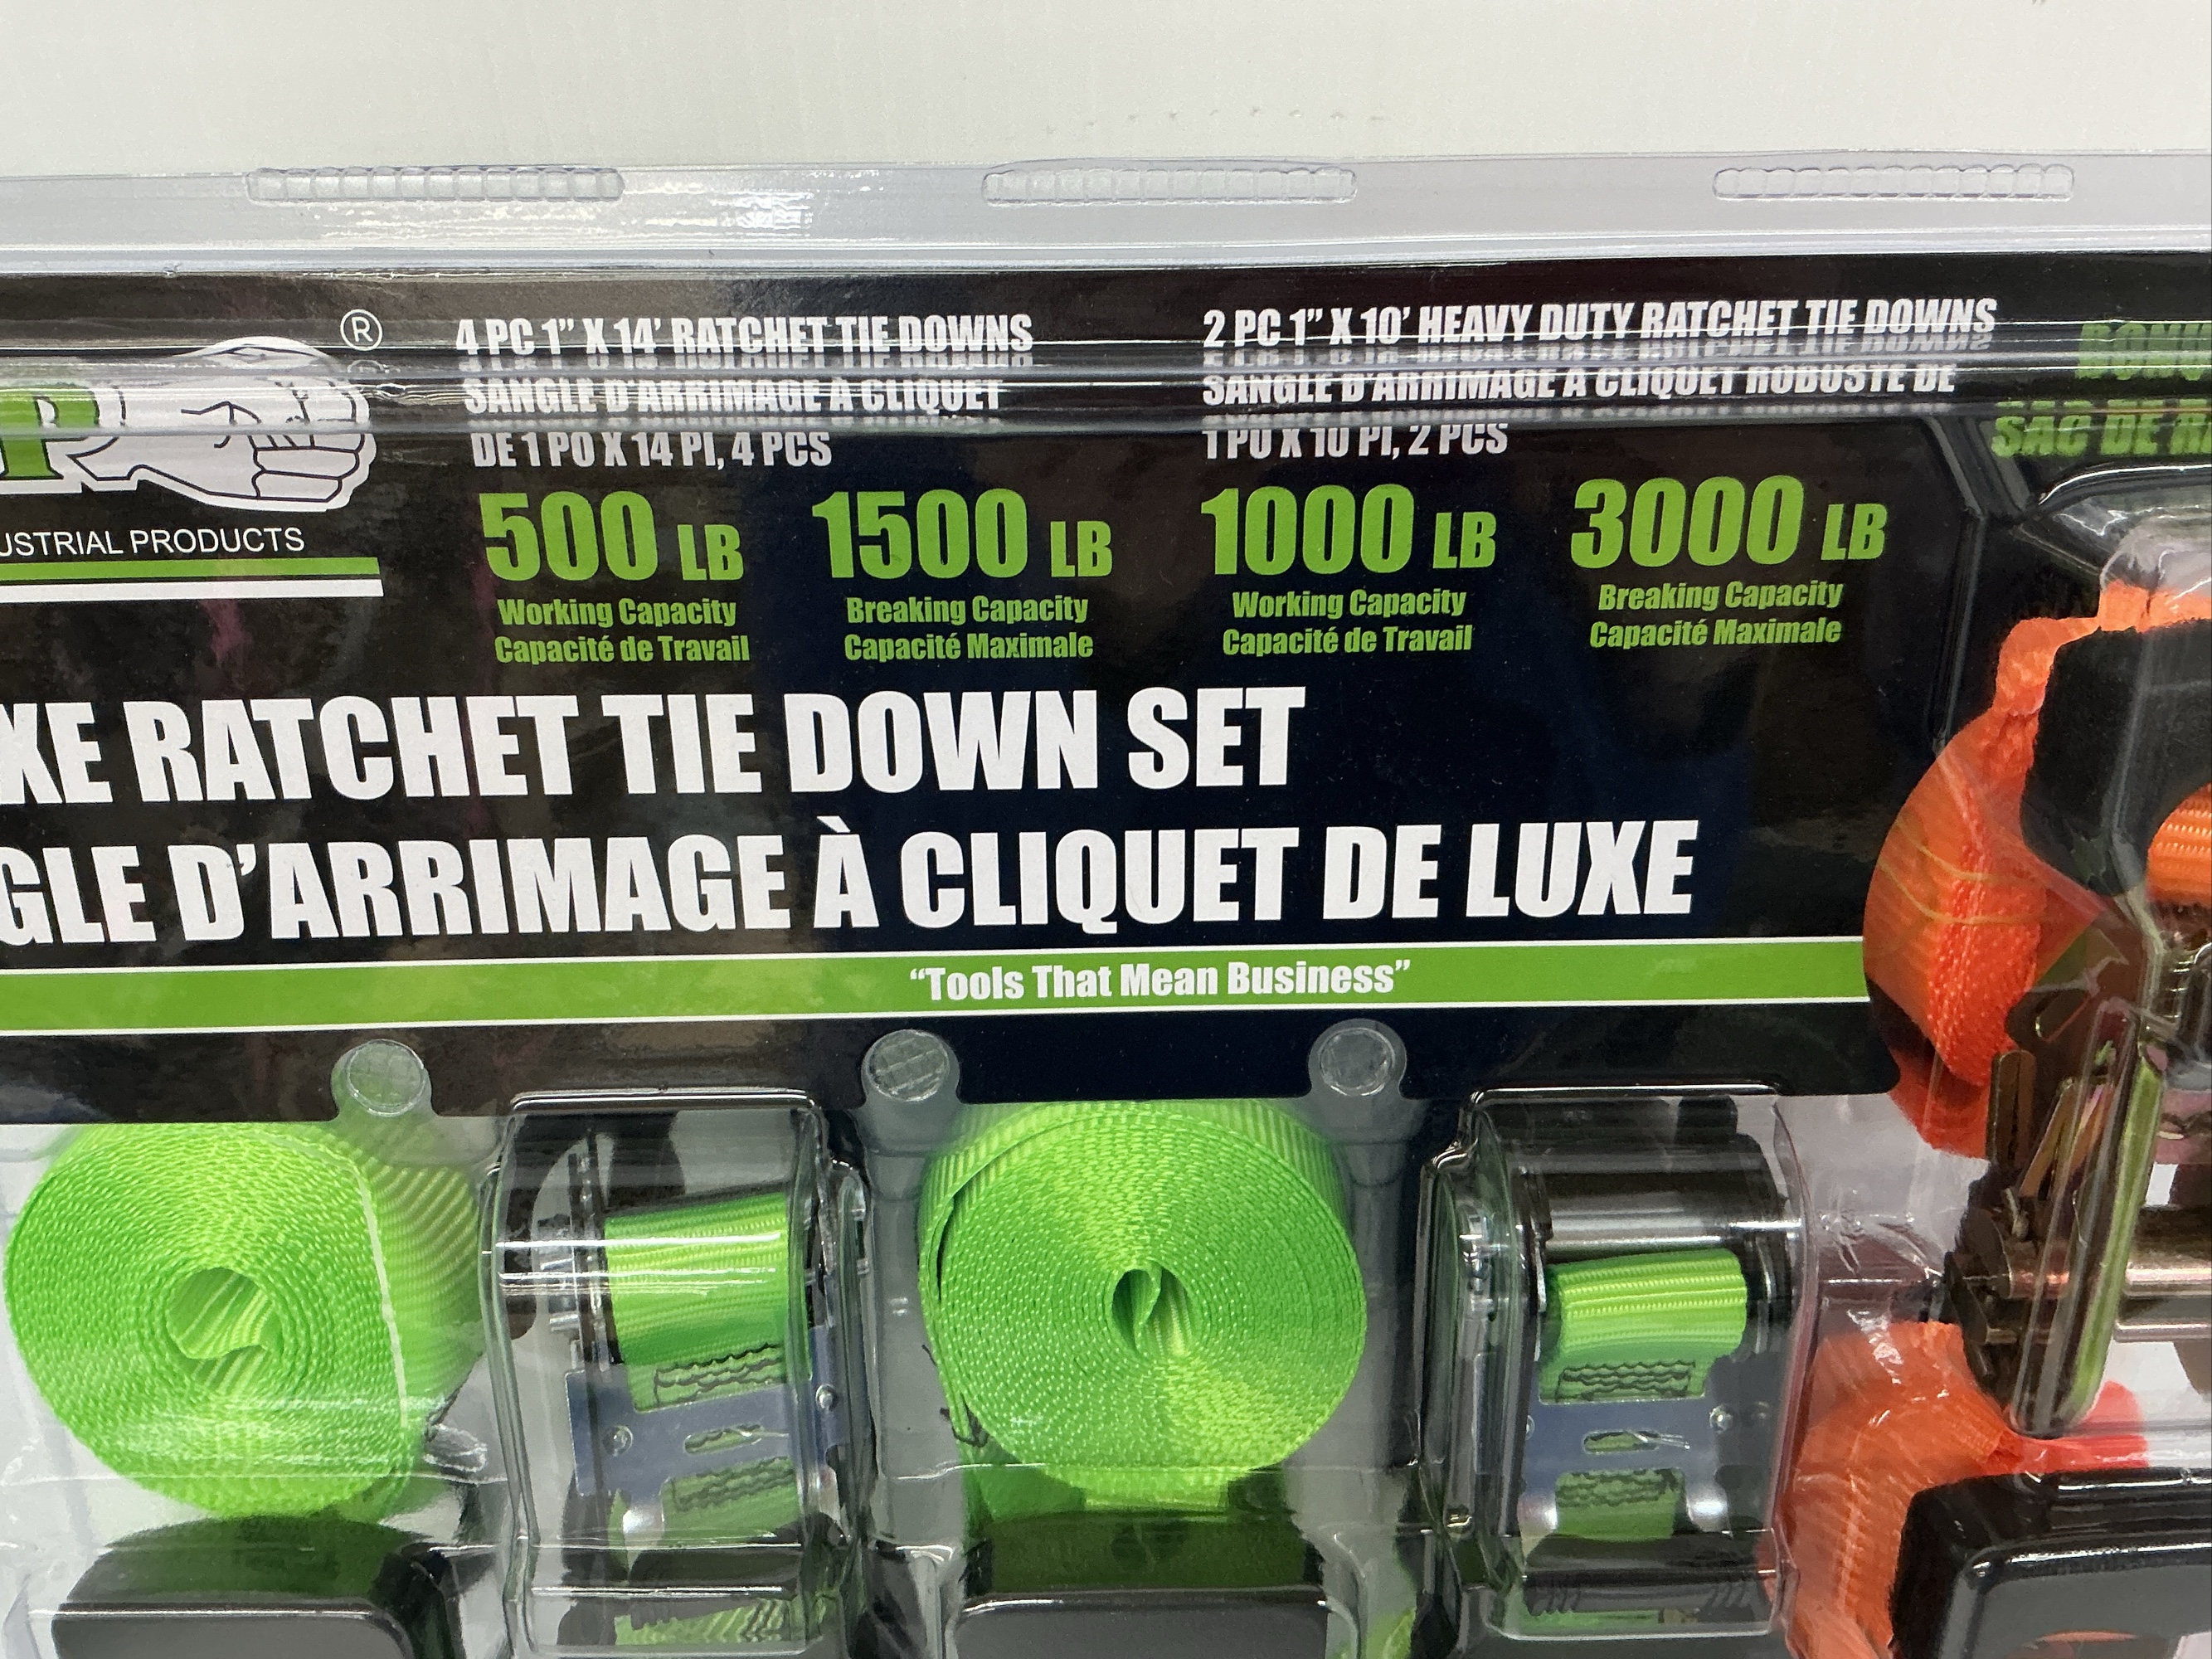 ®
P
USTRIAL PRODUCTS
4 PC 1” X 14’ RATCHET TIE DOWNS
SANGLE D’ARRIMAGE À CLIQUET
DE 1 PO X 14 PI, 4 PCS
500 LB
Working Capacity
Capacité de Travail
1500 LB
Breaking Capacity
Capacité Maximale
2 PC 1” X 10’ HEAVY DUTY RATCHET TIE DOWNS
SANGLE D’ARRIMAGE À CLIQUET ROBUSTE DE
1 PO X 10 PI, 2 PCS
1000 LB
Working Capacity
Capacité de Travail
3000 LB
Breaking Capacity
Capacité Maximale
BONU
SAC DE R
XE RATCHET TIE DOWN SET
GLE D’ARRIMAGE À CLIQUET DE LUXE
“Tools That Mean Business”